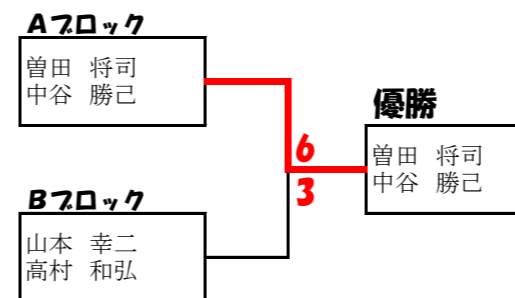 Aブロック
曽田 将司
中谷 勝己
優勝
6
曽田 将司
中谷 勝己
3
Bブロック
山本 幸二
高村 和弘